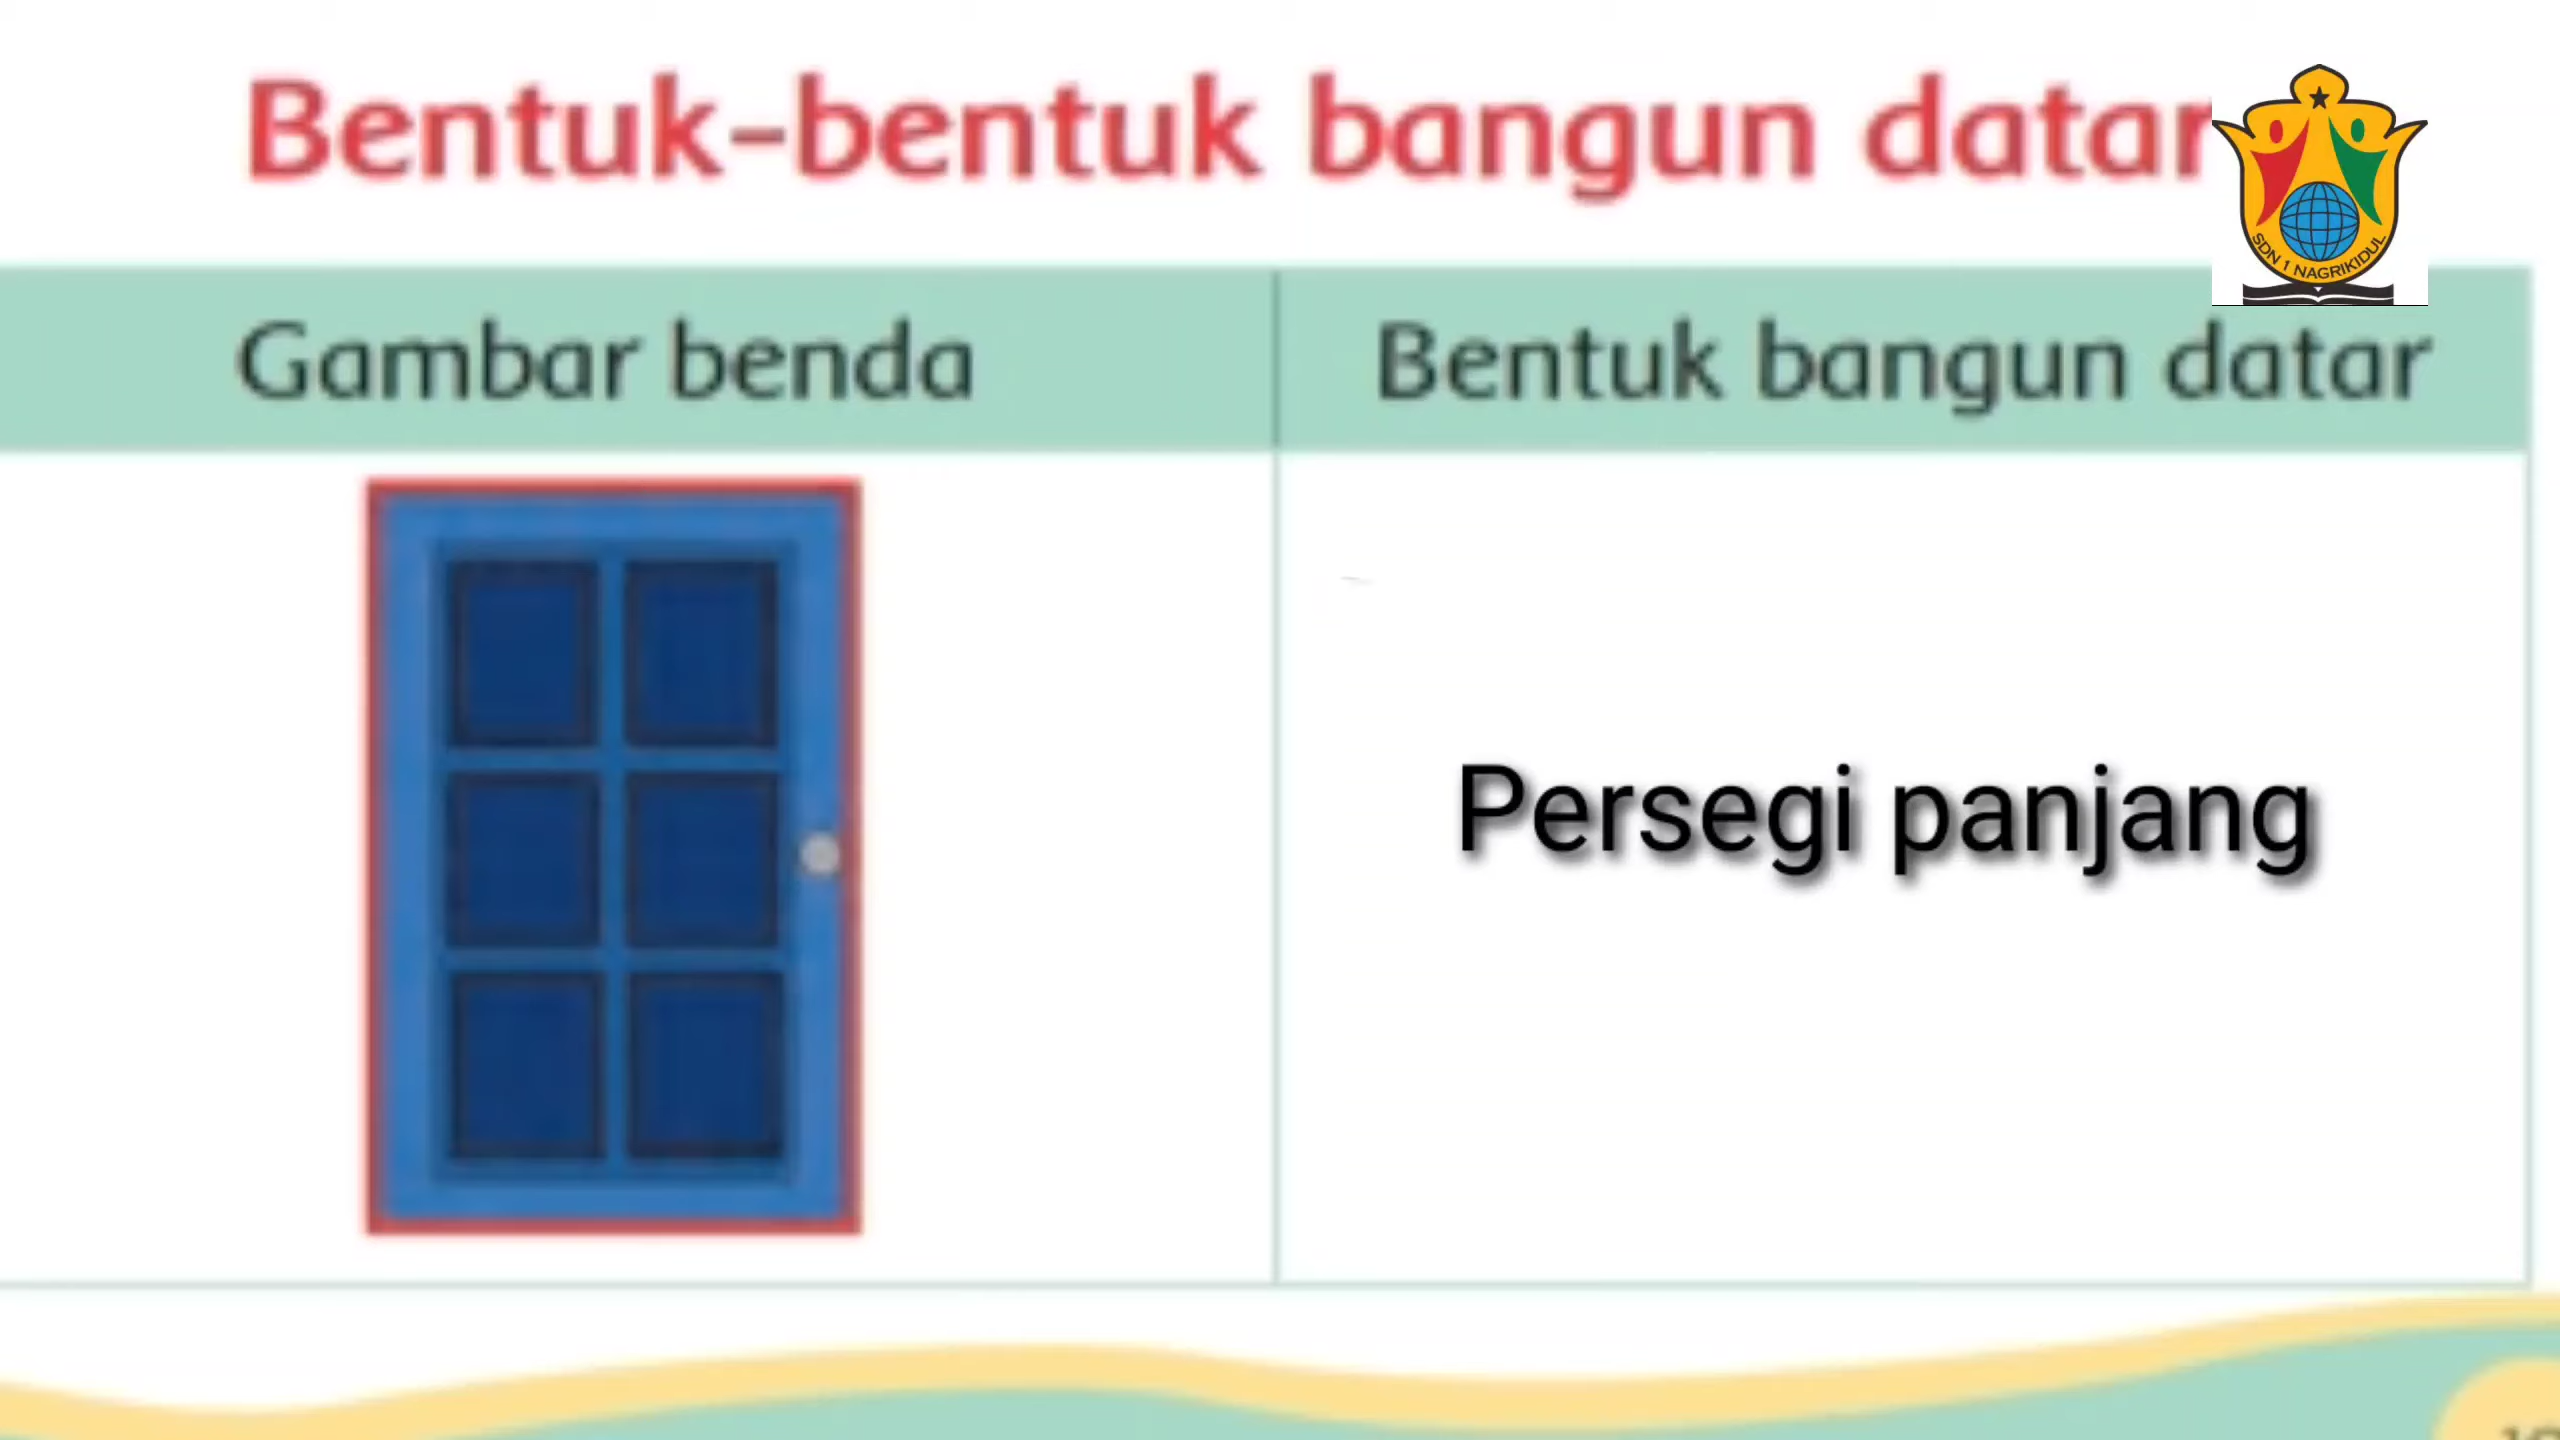 Bentuk-bentuk bangun datar
SDN 1 NAGRIKIDUL
Gambar benda
Bentuk bangun datar
Persegi panjang